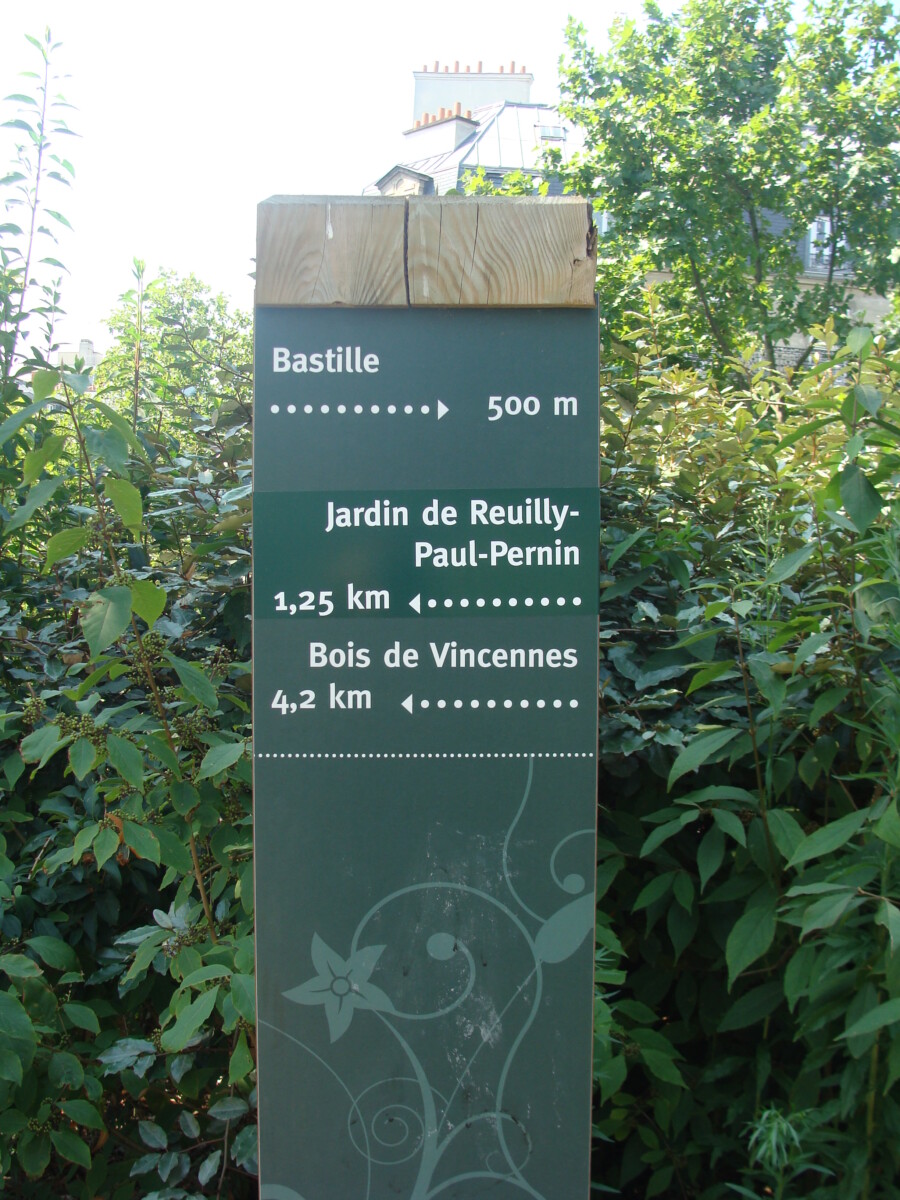 Bastille
500 m
Jardin de Reuilly-
Paul-Pernin
1,25 km
Bois de Vincennes
4,2 km